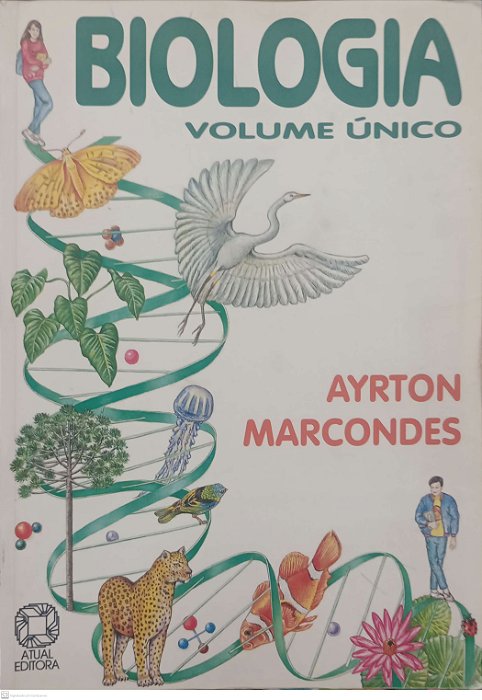 BIOLOGIA
VOLUME ÚNICO
AYRTON
MARCONDES
ATUAL
EDITORA